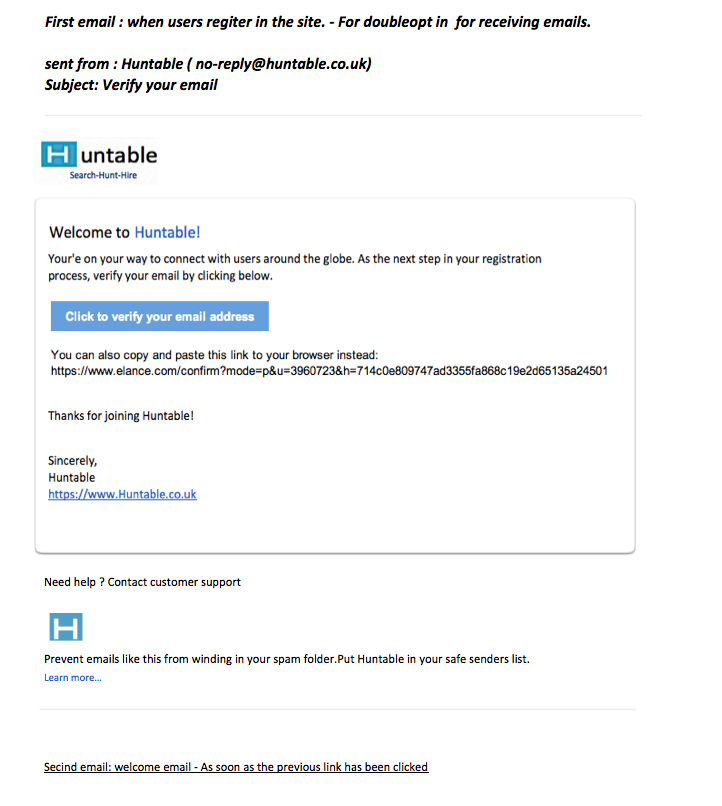 First email : when users regiter in the site. - For doubleopt in  for receiving emails.
sent from : Huntable ( no-reply@huntable.co.uk)
Subject: Verify your email
H untable
Search-Hunt-Hire
Welcome to Huntable!
Your'e on your way to connect with users around the globe. As the next step in your registration
process, verify your email by clicking below.
Click to verify your email address
You can also copy and paste this link to your browser instead:
https://www.elance.com/confirm?mode=p&u=3960723&h=714c0e809747ad3355fa868c19e2d65135a24501
Thanks for joining Huntable!
Sincerely,
Huntable
https://www.Huntable.co.uk
Need help ? Contact customer support
H
Prevent emails like this from winding in your spam folder.Put Huntable in your safe senders list.
Learn more...
Secind email: welcome email - As soon as the previous link has been clicked